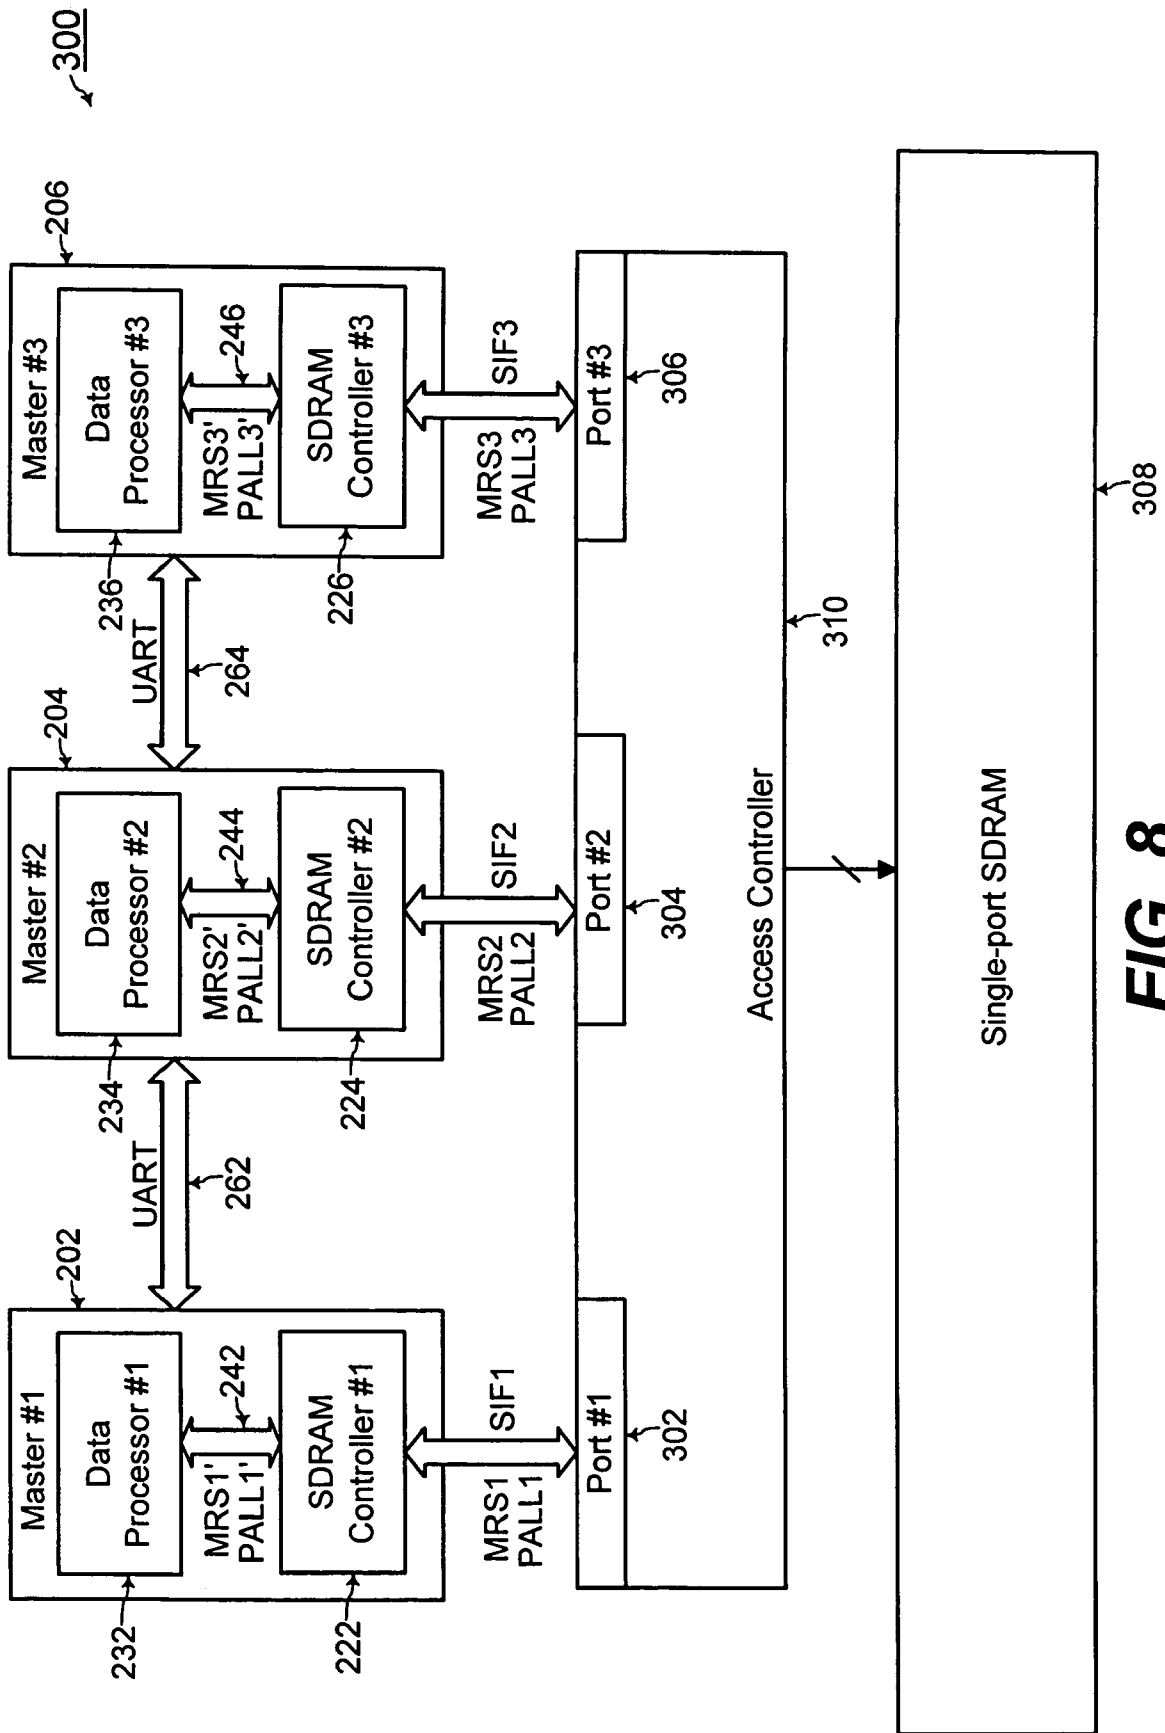 300
202
204
206
Master #1
Master #2
Master #3
232
Data
Processor #1
234
Data
Processor #2
236
Data
Processor #3
UART
262
UART
264
MRS1'
PALL1'
242
MRS2'
PALL2'
244
MRS3'
PALL3'
246
222
SDRAM
Controller #1
224
SDRAM
Controller #2
226
SDRAM
Controller #3
MRS1
PALL1
SIF1
MRS2
PALL2
SIF2
MRS3
PALL3
SIF3
Port #1
Port #2
Port #3
302
304
306
Access Controller
310
Single-port SDRAM
308
FIG. 8